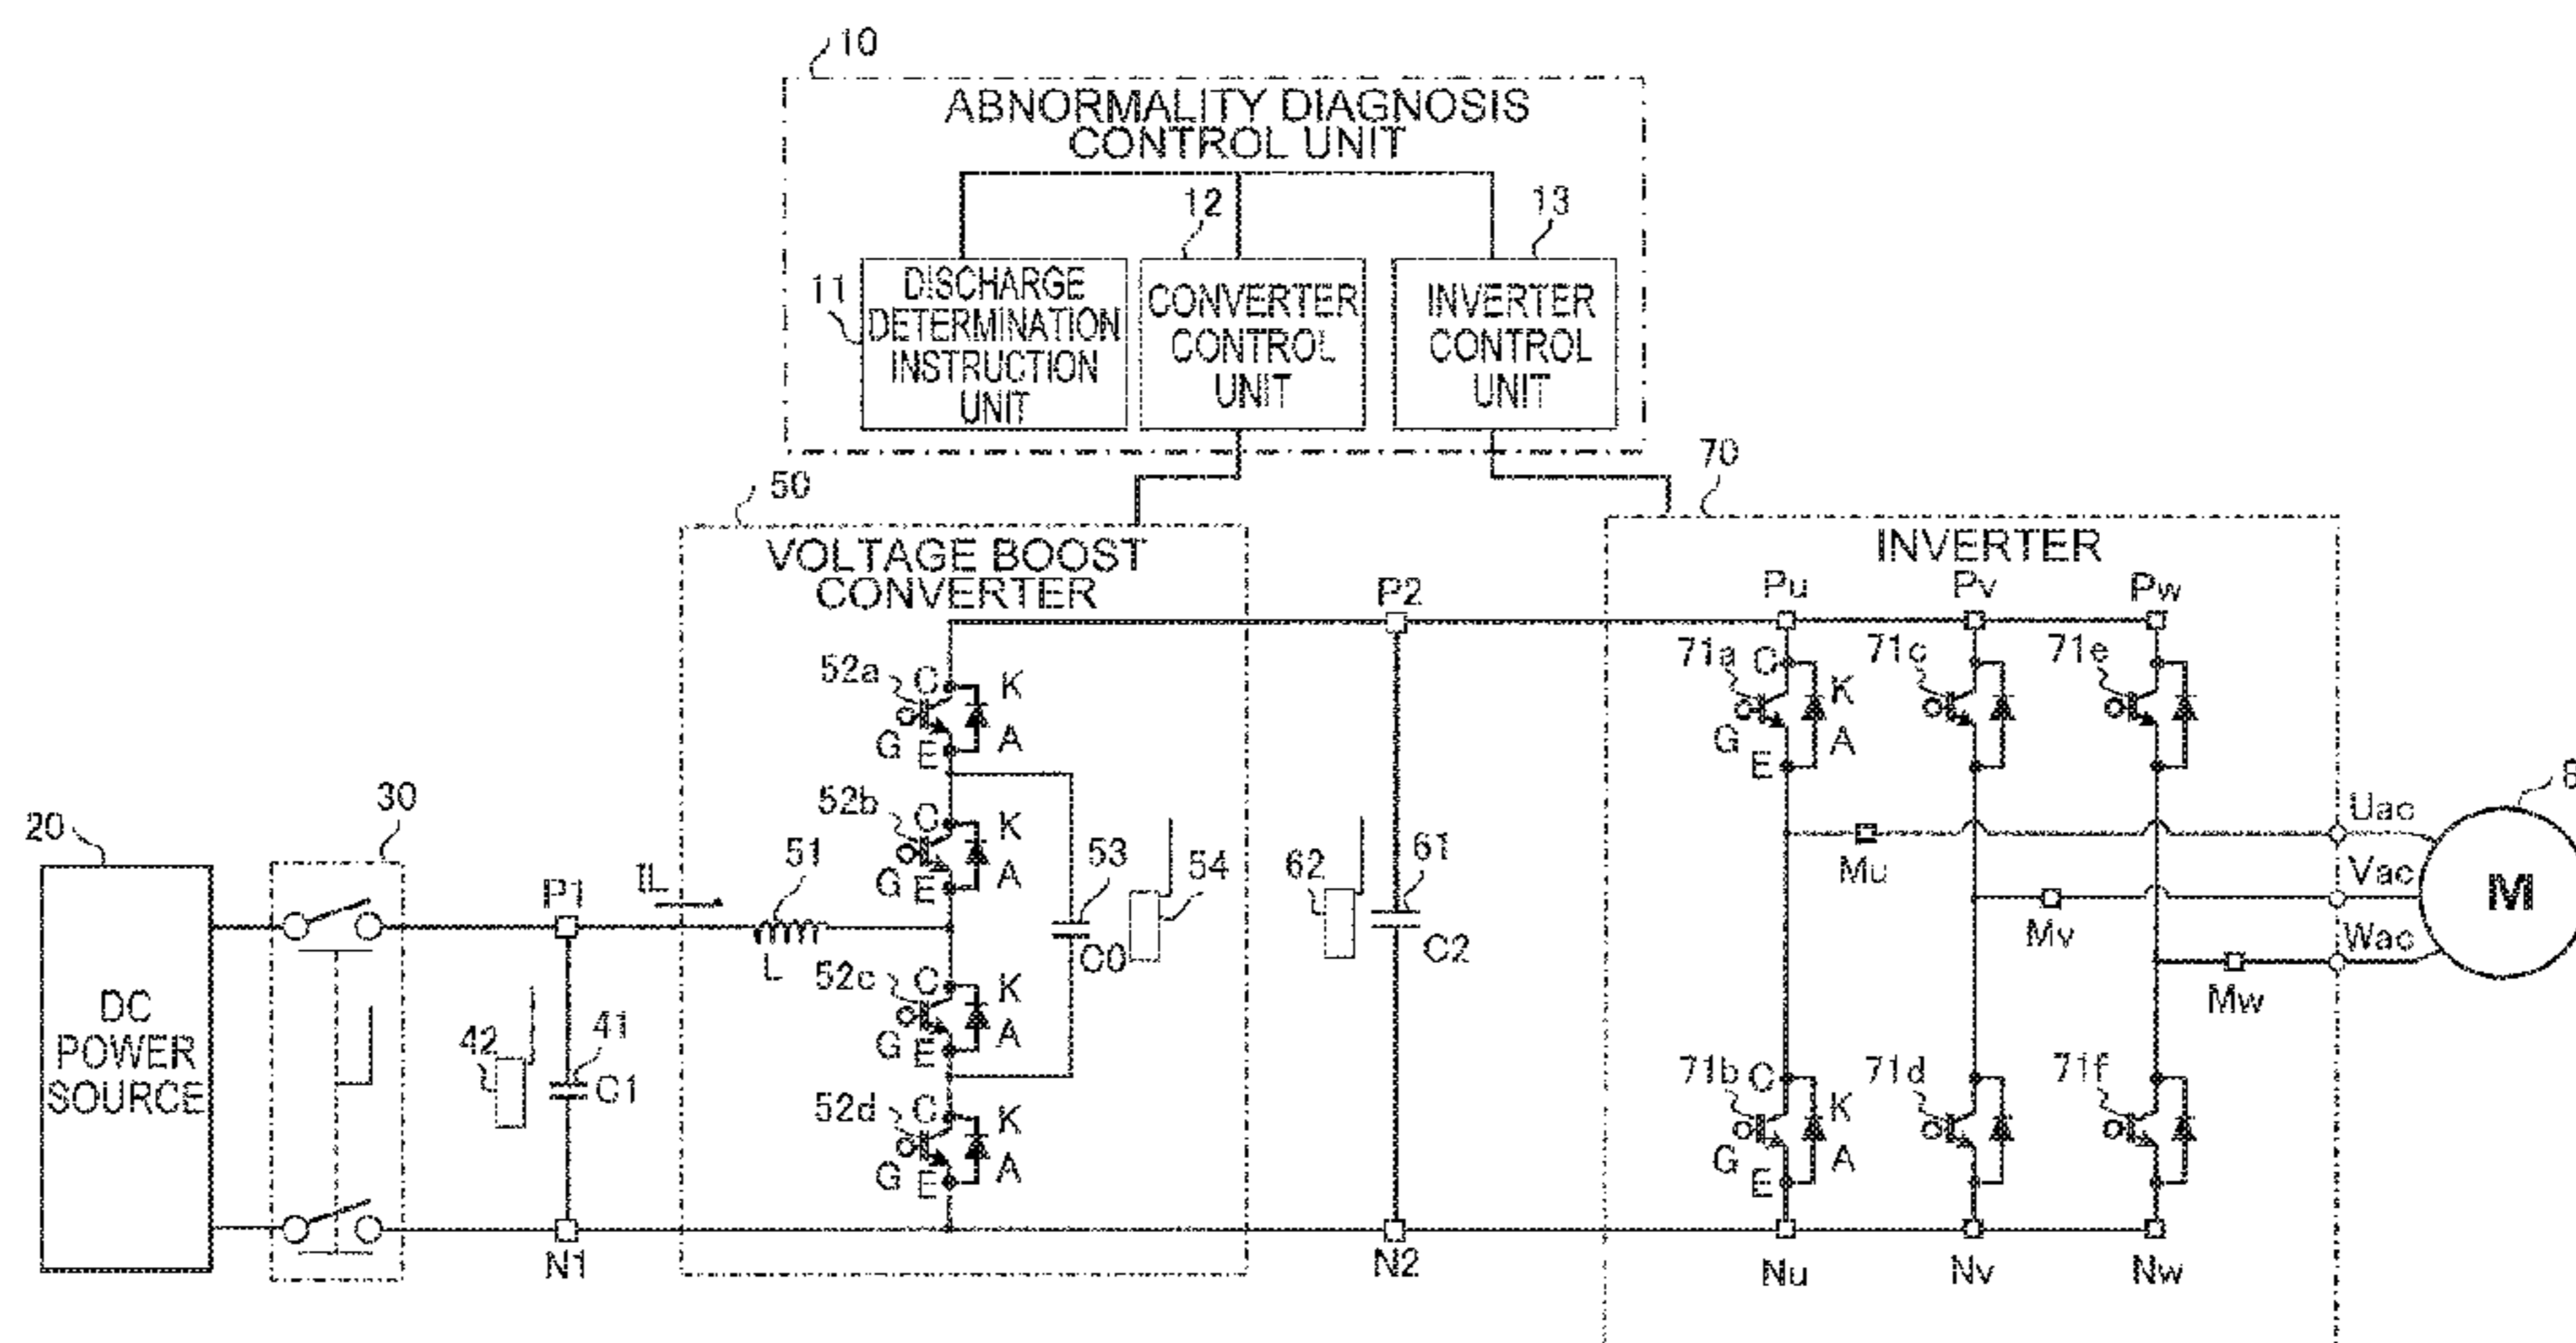 10
ABNORMALITY DIAGNOSIS
CONTROL UNIT
12
13
11
DISCHARGE
DETERMINATION
INSTRUCTION
UNIT
CONVERTER
CONTROL
UNIT
INVERTER
CONTROL
UNIT
50
70
VOLTAGE BOOST
CONVERTER
INVERTER
P2
Pu
Pv
Pw
52a
C
K
G
E
A
71a
C
K
G
E
A
71c
71e
20
30
P1
IL
51
L
52b
C
K
G
E
A
53
C0
54
62
61
C2
Mu
Mv
Mw
Uac
Vac
Wac
8
M
DC
POWER
SOURCE
42
41
C1
52c
C
K
G
E
A
52d
C
K
G
E
A
71b
C
K
G
E
A
71d
71f
N1
N2
Nu
Nv
Nw